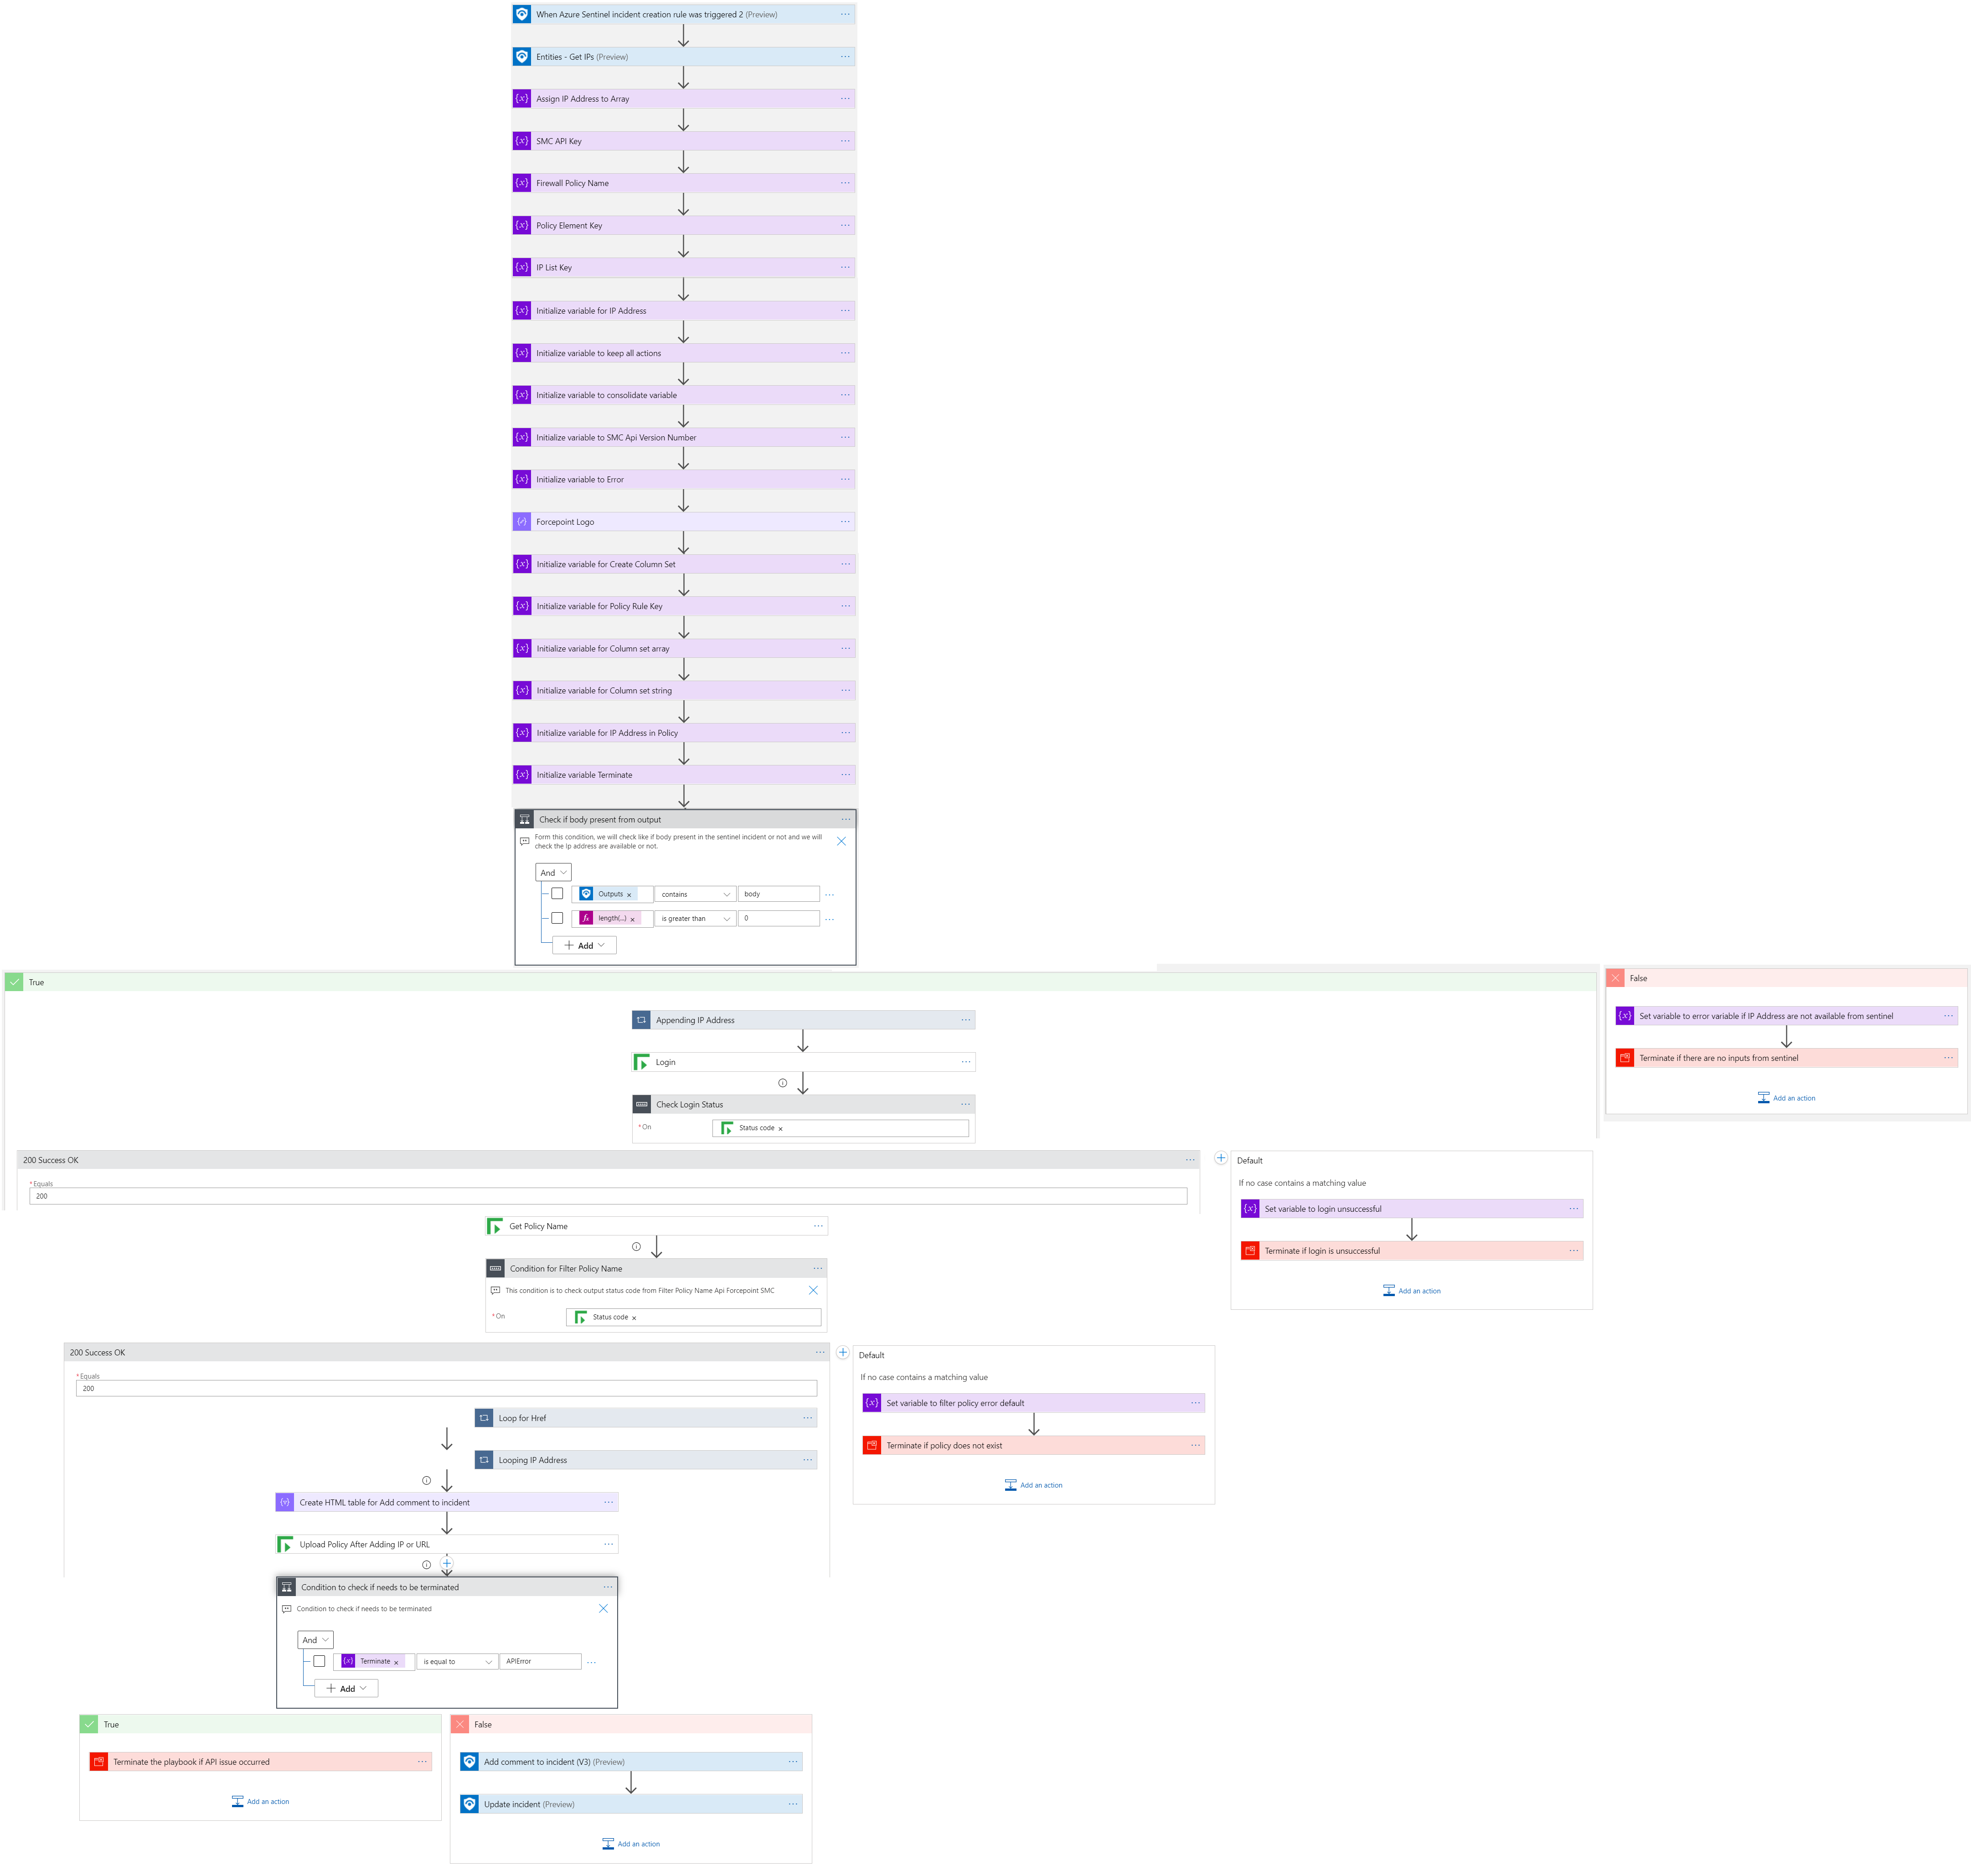 When Azure Sentinel incident creation rule was triggered 2 (Preview)
Entities - Get IPs (Preview)
Assign IP Address to Array
SMC API Key
Firewall Policy Name
Policy Element Key
IP List Key
Initialize variable for IP Address
Initialize variable to keep all actions
Initialize variable to consolidate variable
Initialize variable to SMC Api Version Number
Initialize variable to Error
Forcepoint Logo
Initialize variable for Create Column Set
Initialize variable for Policy Rule Key
Initialize variable for Column set array
Initialize variable for Column set string
Initialize variable for IP Address in Policy
Initialize variable Terminate
Check if body present from output
Form this condition, we will check like if body present in the sentinel incident or not and we will
check the Ip address are available or not.
And
Outputs × contains body
fx length(...) × is greater than 0
+ Add
True
Appending IP Address
Login
Check Login Status
*On Status code ×
False
Set variable to error variable if IP Address are not available from sentinel
Terminate if there are no inputs from sentinel
Add an action
200 Success OK
*Equals
200
Default
If no case contains a matching value
Set variable to login unsuccessful
Terminate if login is unsuccessful
Add an action
Get Policy Name
Condition for Filter Policy Name
This condition is to check output status code from Filter Policy Name Api Forcepoint SMC
*On Status code ×
200 Success OK
*Equals
200
Default
If no case contains a matching value
Set variable to filter policy error default
Terminate if policy does not exist
Add an action
Loop for Href
Looping IP Address
Create HTML table for Add comment to incident
Upload Policy After Adding IP or URL
Condition to check if needs to be terminated
Condition to check if needs to be terminated
And
{x} Terminate × is equal to APIError
+ Add
True
Terminate the playbook if API issue occurred
Add an action
False
Add comment to incident (V3) (Preview)
Update incident (Preview)
Add an action